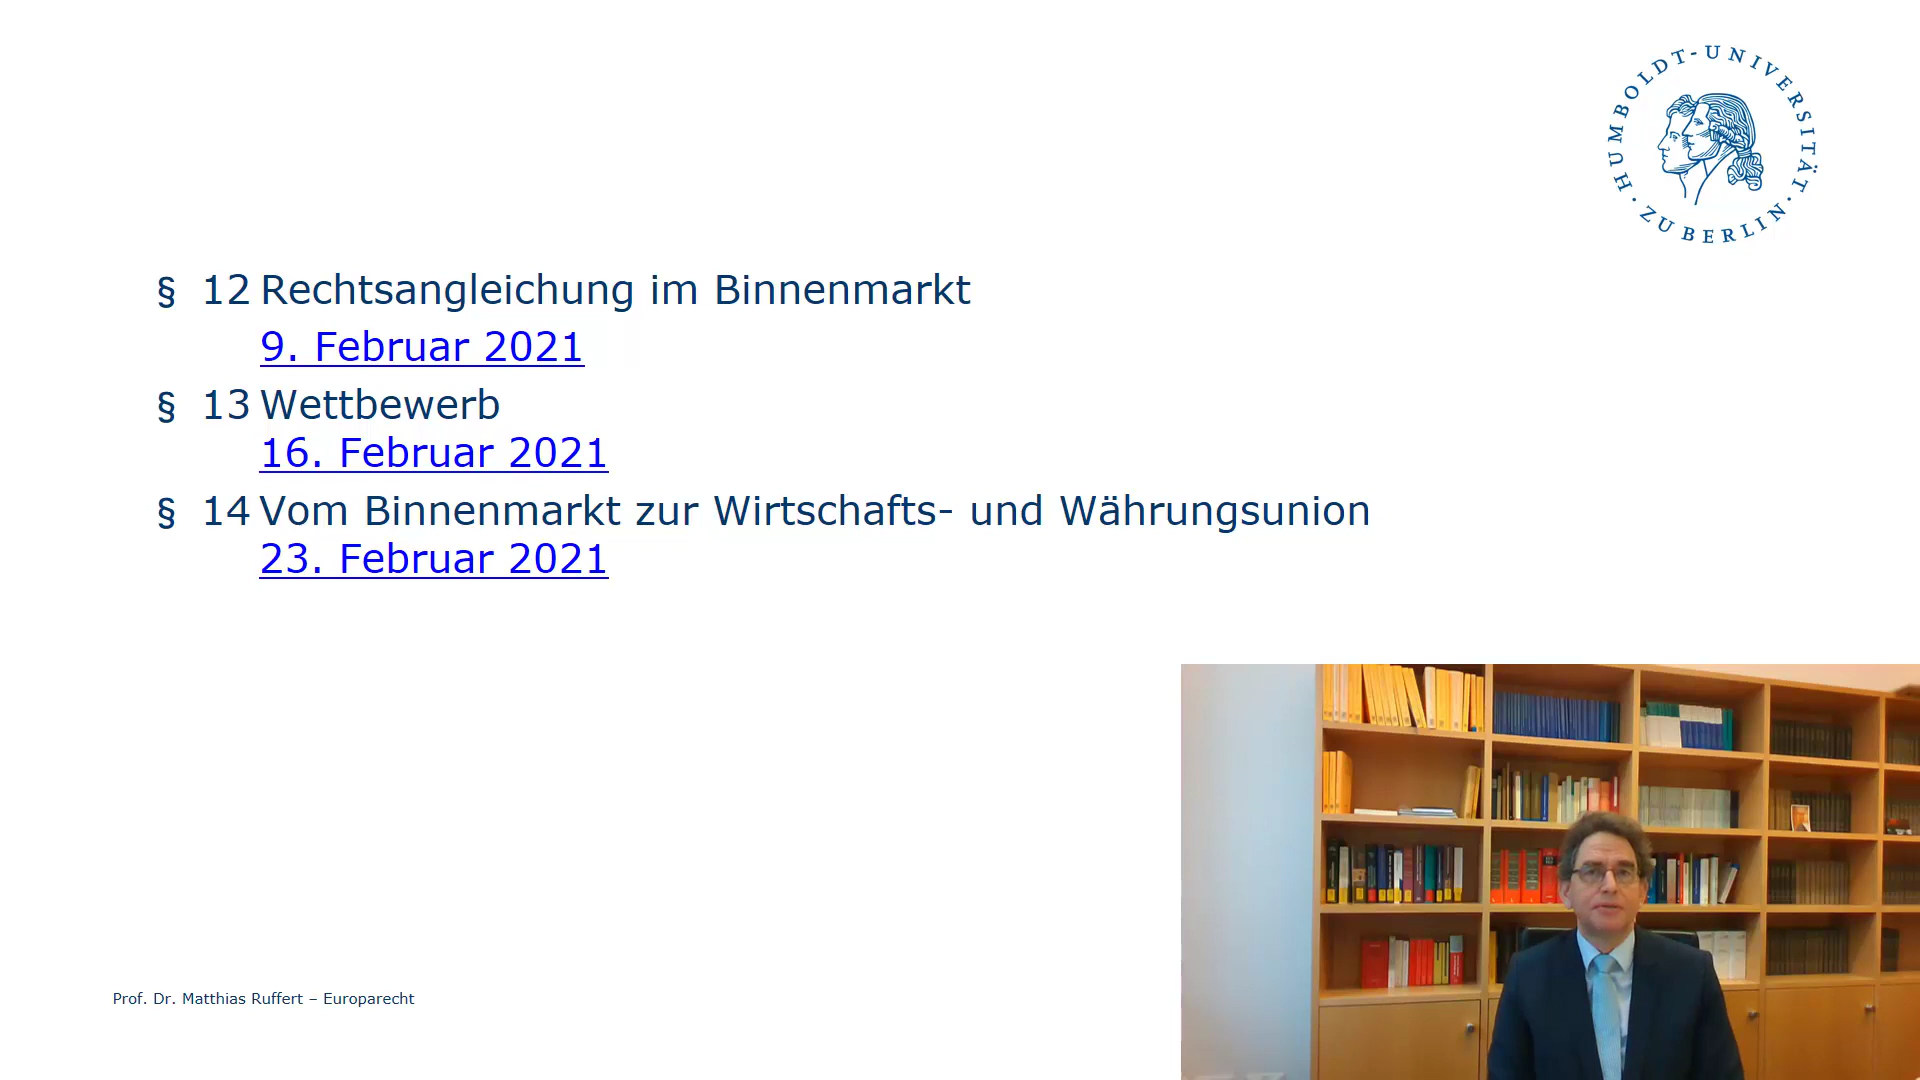 HUMBOLDT-UNIVERSITÄT · ZU BERLIN ·
§ 12 Rechtsangleichung im Binnenmarkt
9. Februar 2021
§ 13 Wettbewerb
16. Februar 2021
§ 14 Vom Binnenmarkt zur Wirtschafts- und Währungsunion
23. Februar 2021
Prof. Dr. Matthias Ruffert – Europarecht